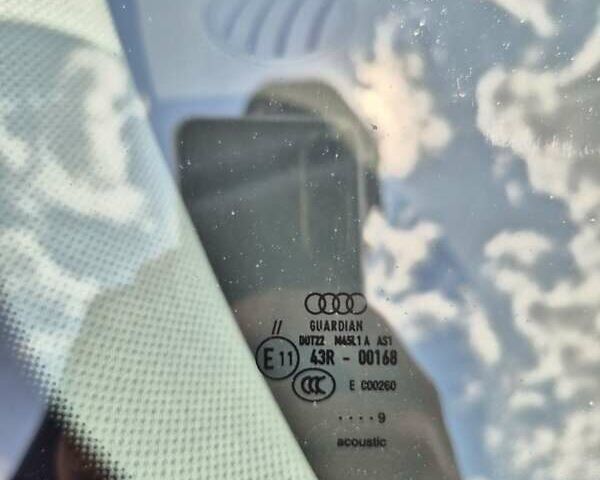 //
GUARDIAN
DOT22 M45L1 A AS1
E11 43R - 00168
CCC E C00260
. . . . 9
acoustic